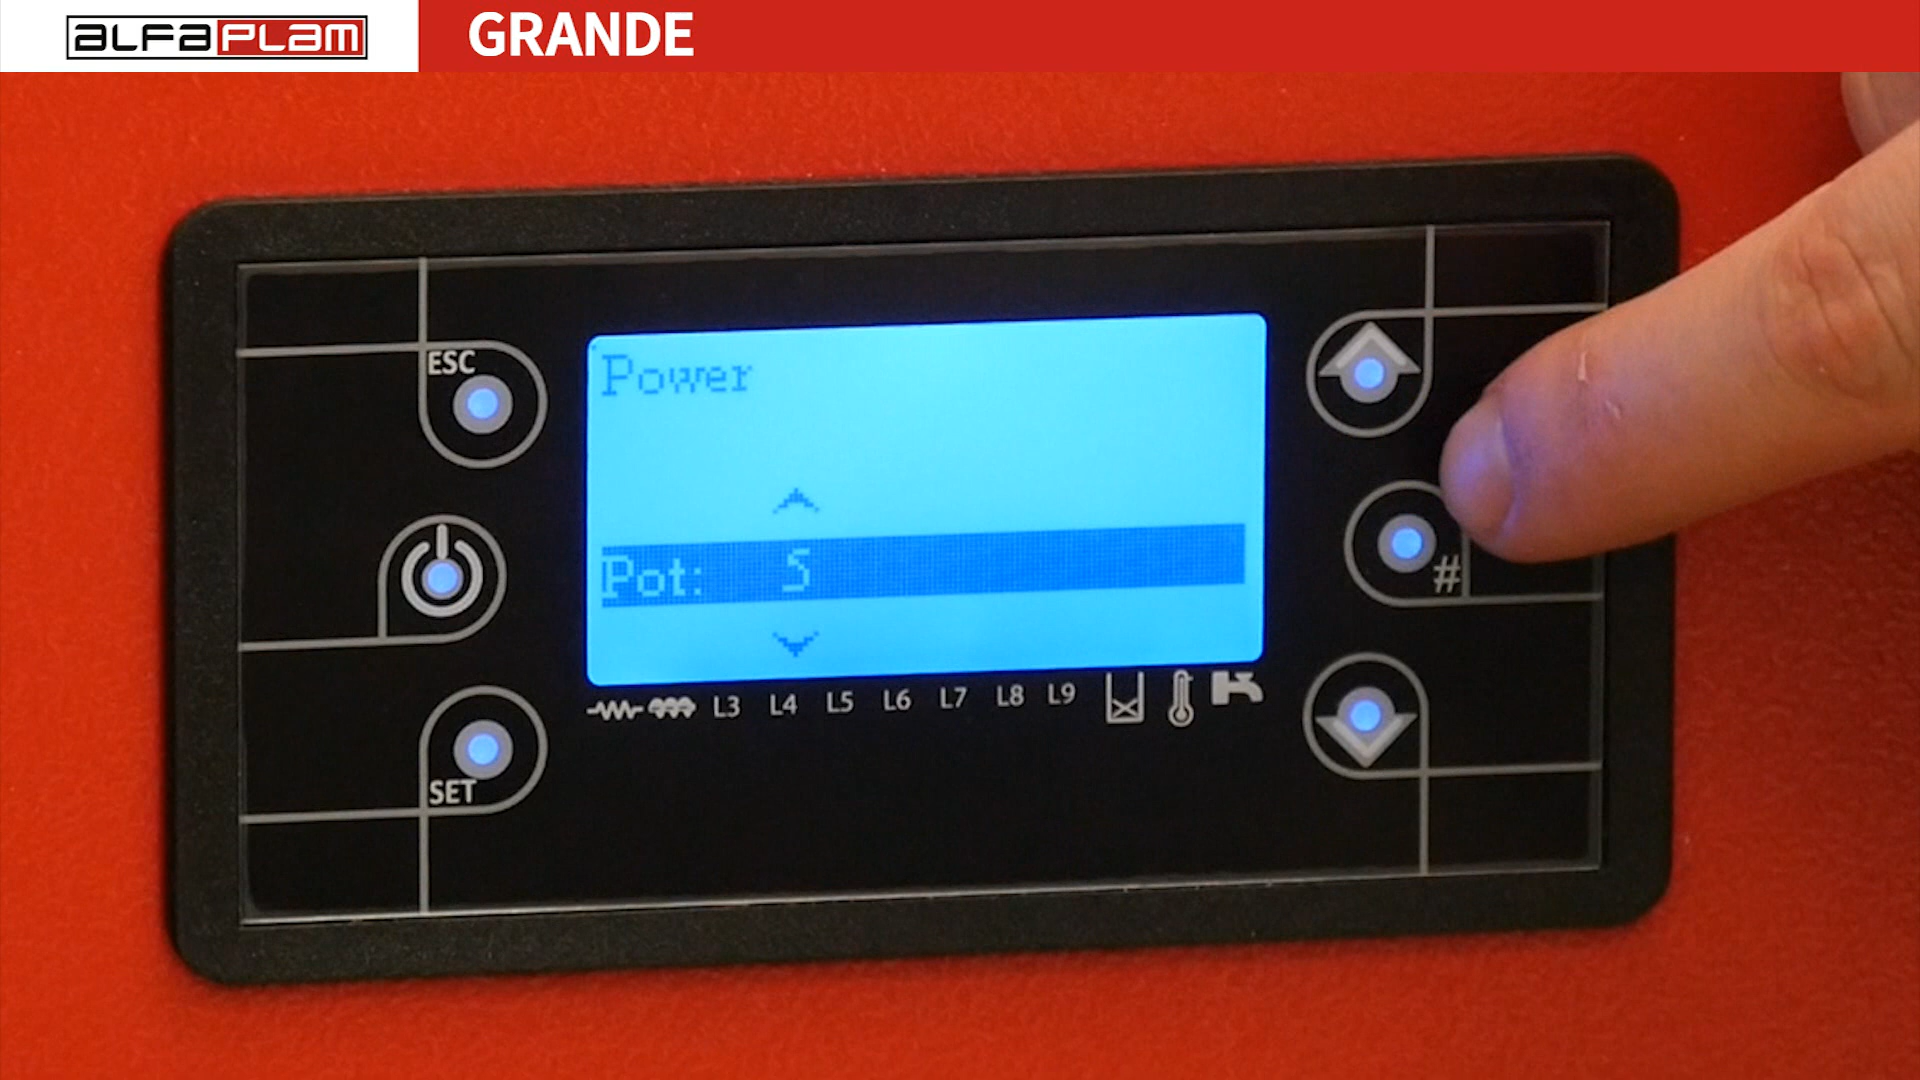 ALFAPLAM
GRANDE
ESC
Power
Pot: 5
#
SET
L3 L4 L5 L6 L7 L8 L9